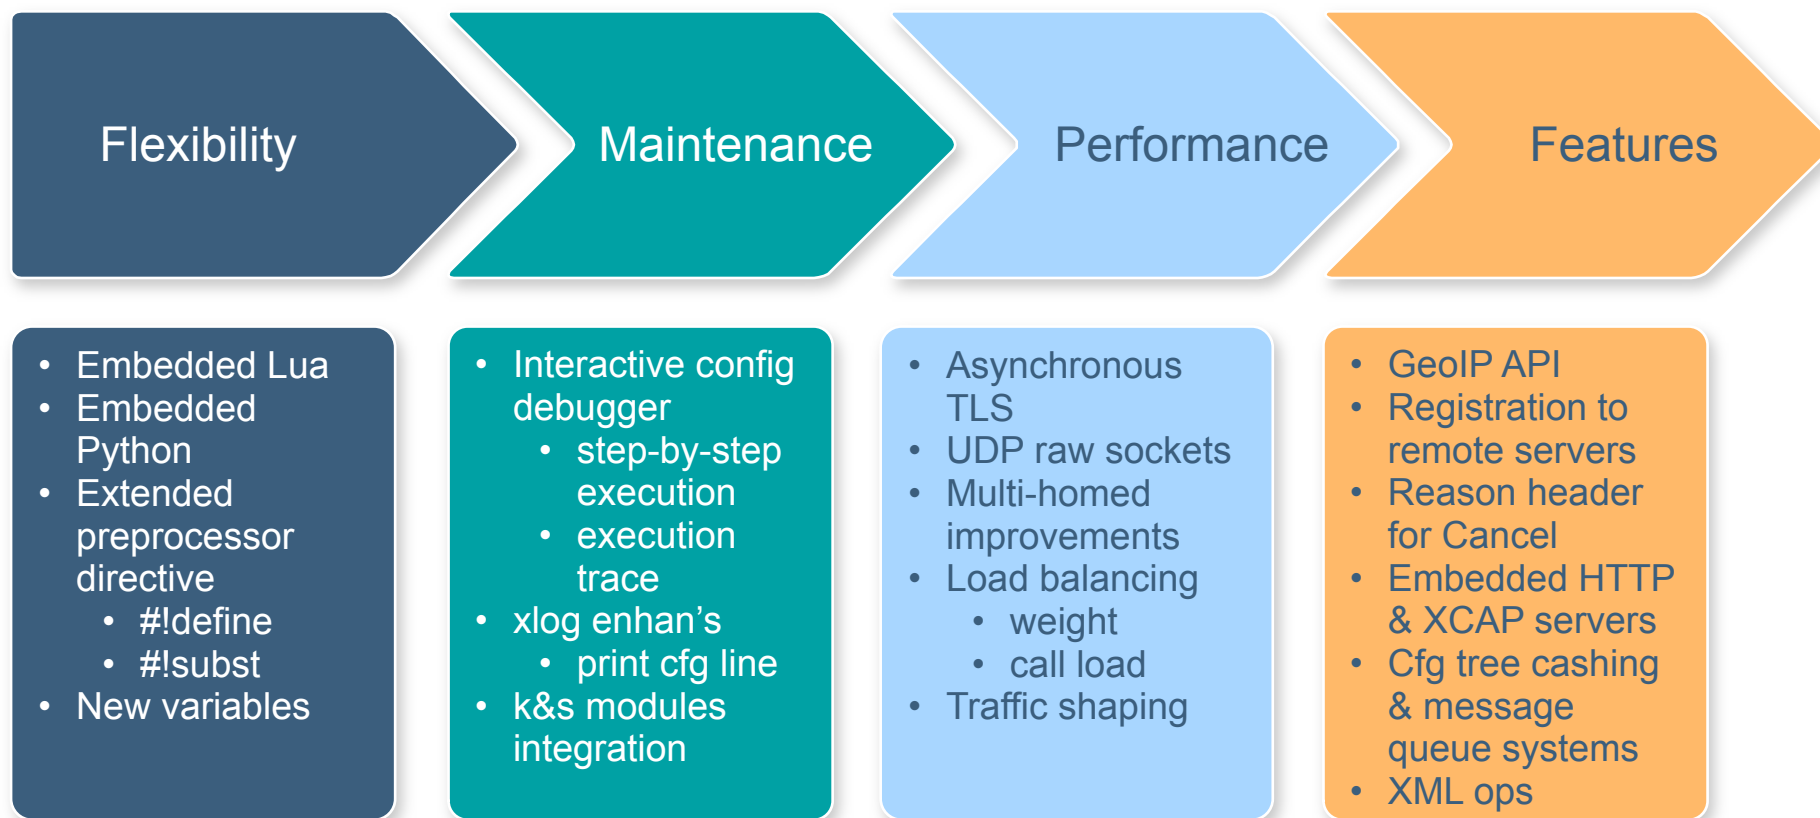 Flexibility
Maintenance
Performance
Features
• Embedded Lua
• Embedded
Python
• Extended
preprocessor
directive
• #!define
• #!subst
• New variables
• Interactive config
debugger
• step-by-step
execution
• execution
trace
• xlog enhan’s
• print cfg line
• k&s modules
integration
• Asynchronous
TLS
• UDP raw sockets
• Multi-homed
improvements
• Load balancing
• weight
• call load
• Traffic shaping
• GeoIP API
• Registration to
remote servers
• Reason header
for Cancel
• Embedded HTTP
& XCAP servers
• Cfg tree cashing
& message
queue systems
• XML ops